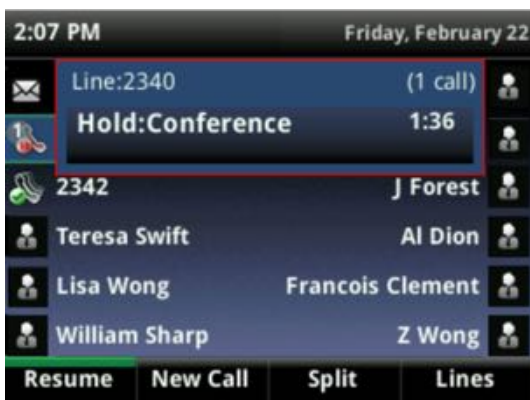 2:07 PM Friday, February 22
Line:2340 (1 call)
1
Hold:Conference 1:36
2342 J Forest
Teresa Swift Al Dion
Lisa Wong Francois Clement
William Sharp Z Wong
Resume New Call Split Lines